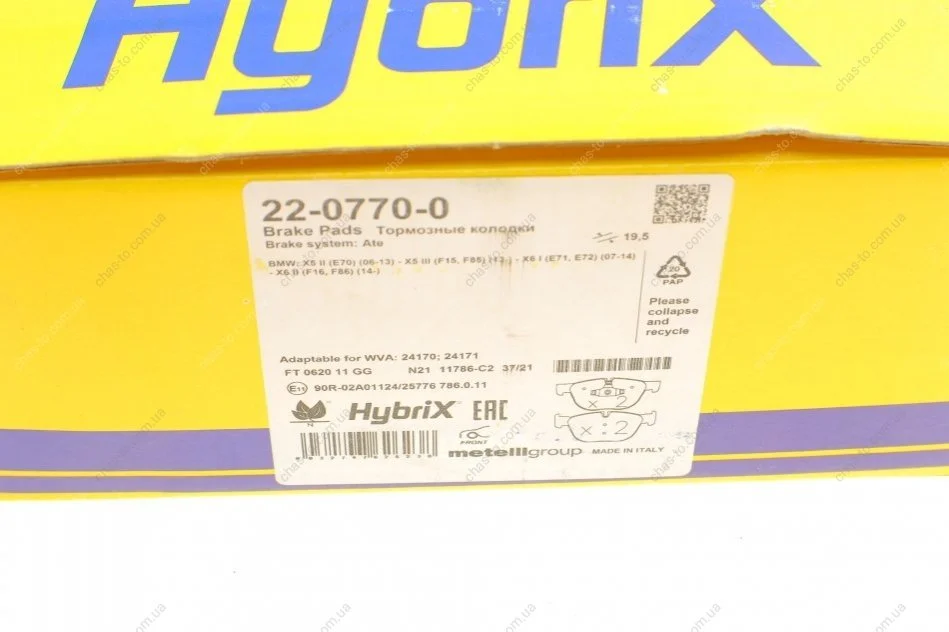 HybriX
22-0770-0
Brake Pads Тормозные колодки
Brake system: Ate
19,5
BMW: X5 II (E70) (06-13) - X5 III (F15, F85) (13-) - X6 I (E71, E72) (07-14)
- X6 II (F16, F86) (14-)
20
PAP
Please
collapse
and
recycle
Adaptable for WVA: 24170; 24171
FT 0620 11 GG N21 11786-C2 37/21
E11 90R-02A01124/25776 786.0.11
x 2
x 2
N
HybriX EAC
FRONT
metelligroup MADE IN ITALY
chas-to.com.ua